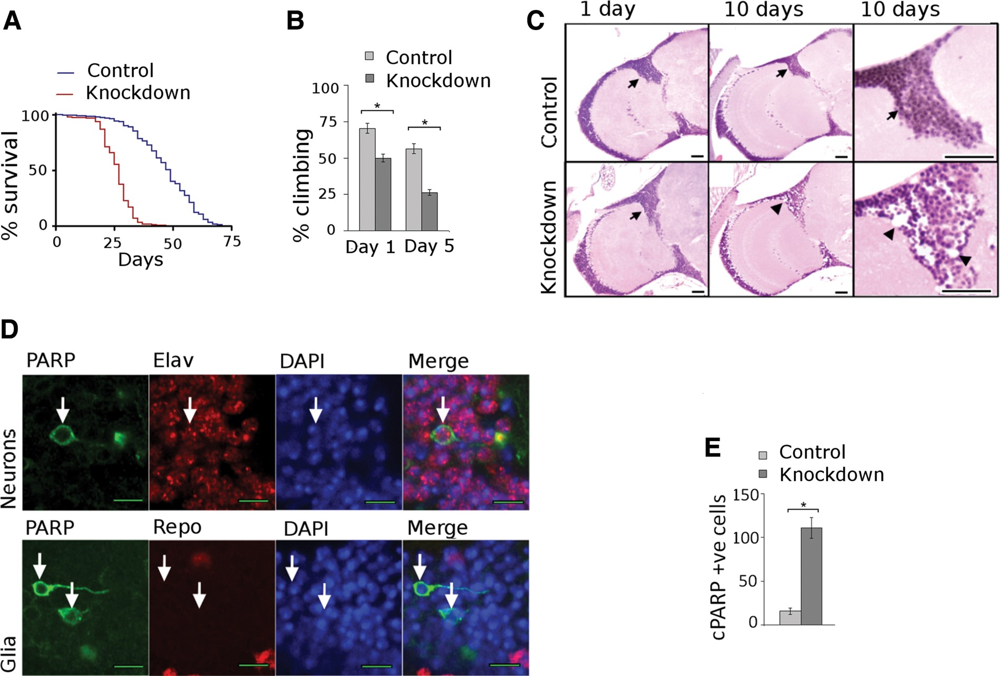 A
Control
Knockdown
% survival
100
50
0
0 25 50 75
Days
B
Control
Knockdown
% climbing
100
75
50
25
0
*
*
Day 1 Day 5
C
1 day 10 days 10 days
Control
Knockdown
D
PARP Elav DAPI Merge
Neurons
PARP Repo DAPI Merge
Glia
E
Control
Knockdown
cPARP +ve cells
150
100
50
0
*